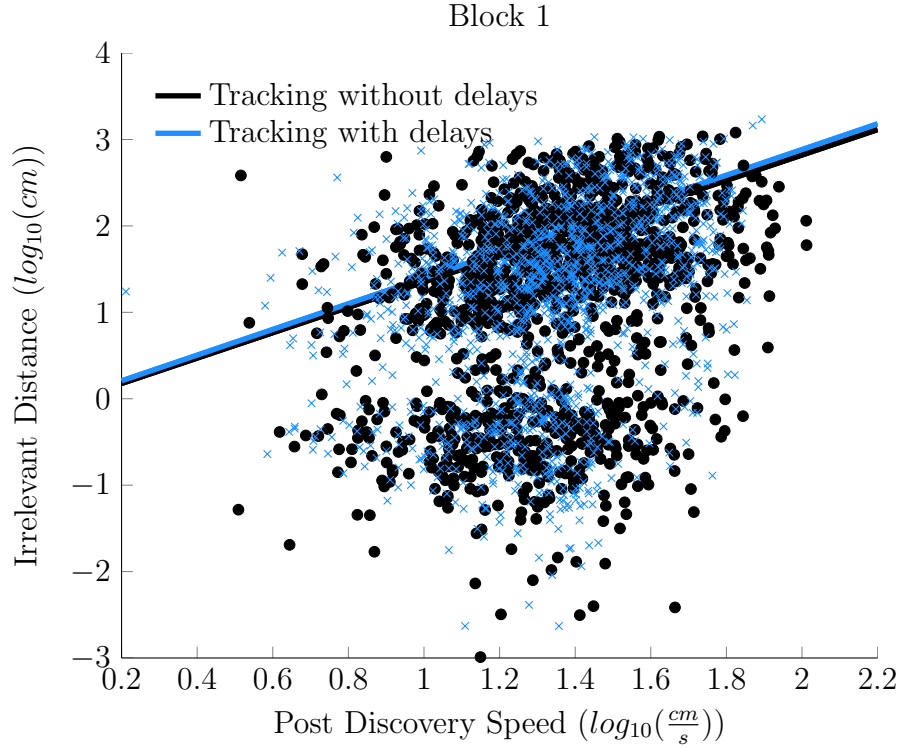 Block 1
4
3
2
1
0
−1
−2
−3
0.2 0.4 0.6 0.8 1 1.2 1.4 1.6 1.8 2 2.2
Tracking without delays
Tracking with delays
Irrelevant Distance (log₁₀(cm))
Post Discovery Speed (log₁₀(cm/s))